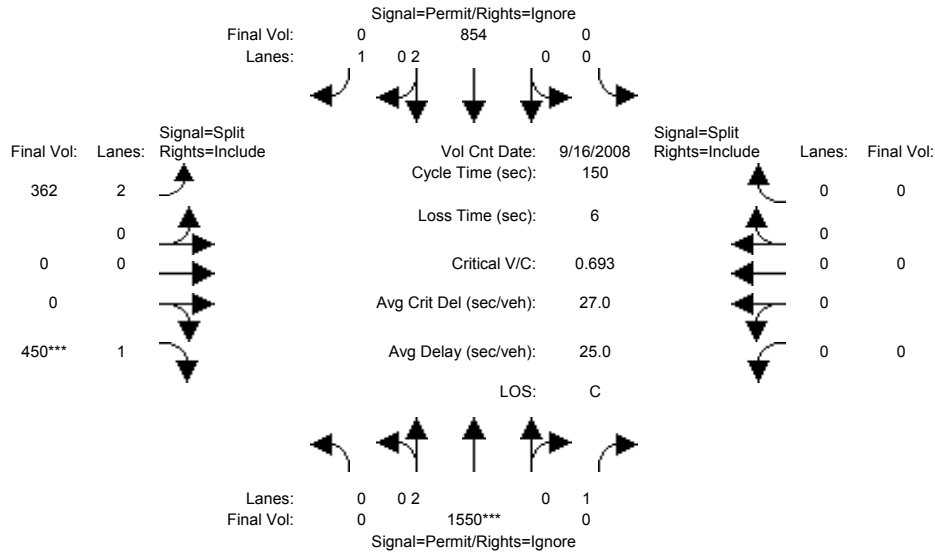 Signal=Permit/Rights=Ignore
Final Vol: 0 854 0
Lanes: 1 0 2 0 0
Signal=Split Signal=Split
Final Vol: Lanes: Rights=Include Vol Cnt Date: 9/16/2008 Rights=Include Lanes: Final Vol:
Cycle Time (sec): 150
362 2 0 0
Loss Time (sec): 6
0 0
0 0 Critical V/C: 0.693 0 0
0 Avg Crit Del (sec/veh): 27.0 0
450*** 1 Avg Delay (sec/veh): 25.0 0 0
LOS: C
Lanes: 0 0 2 0 1
Final Vol: 0 1550*** 0
Signal=Permit/Rights=Ignore